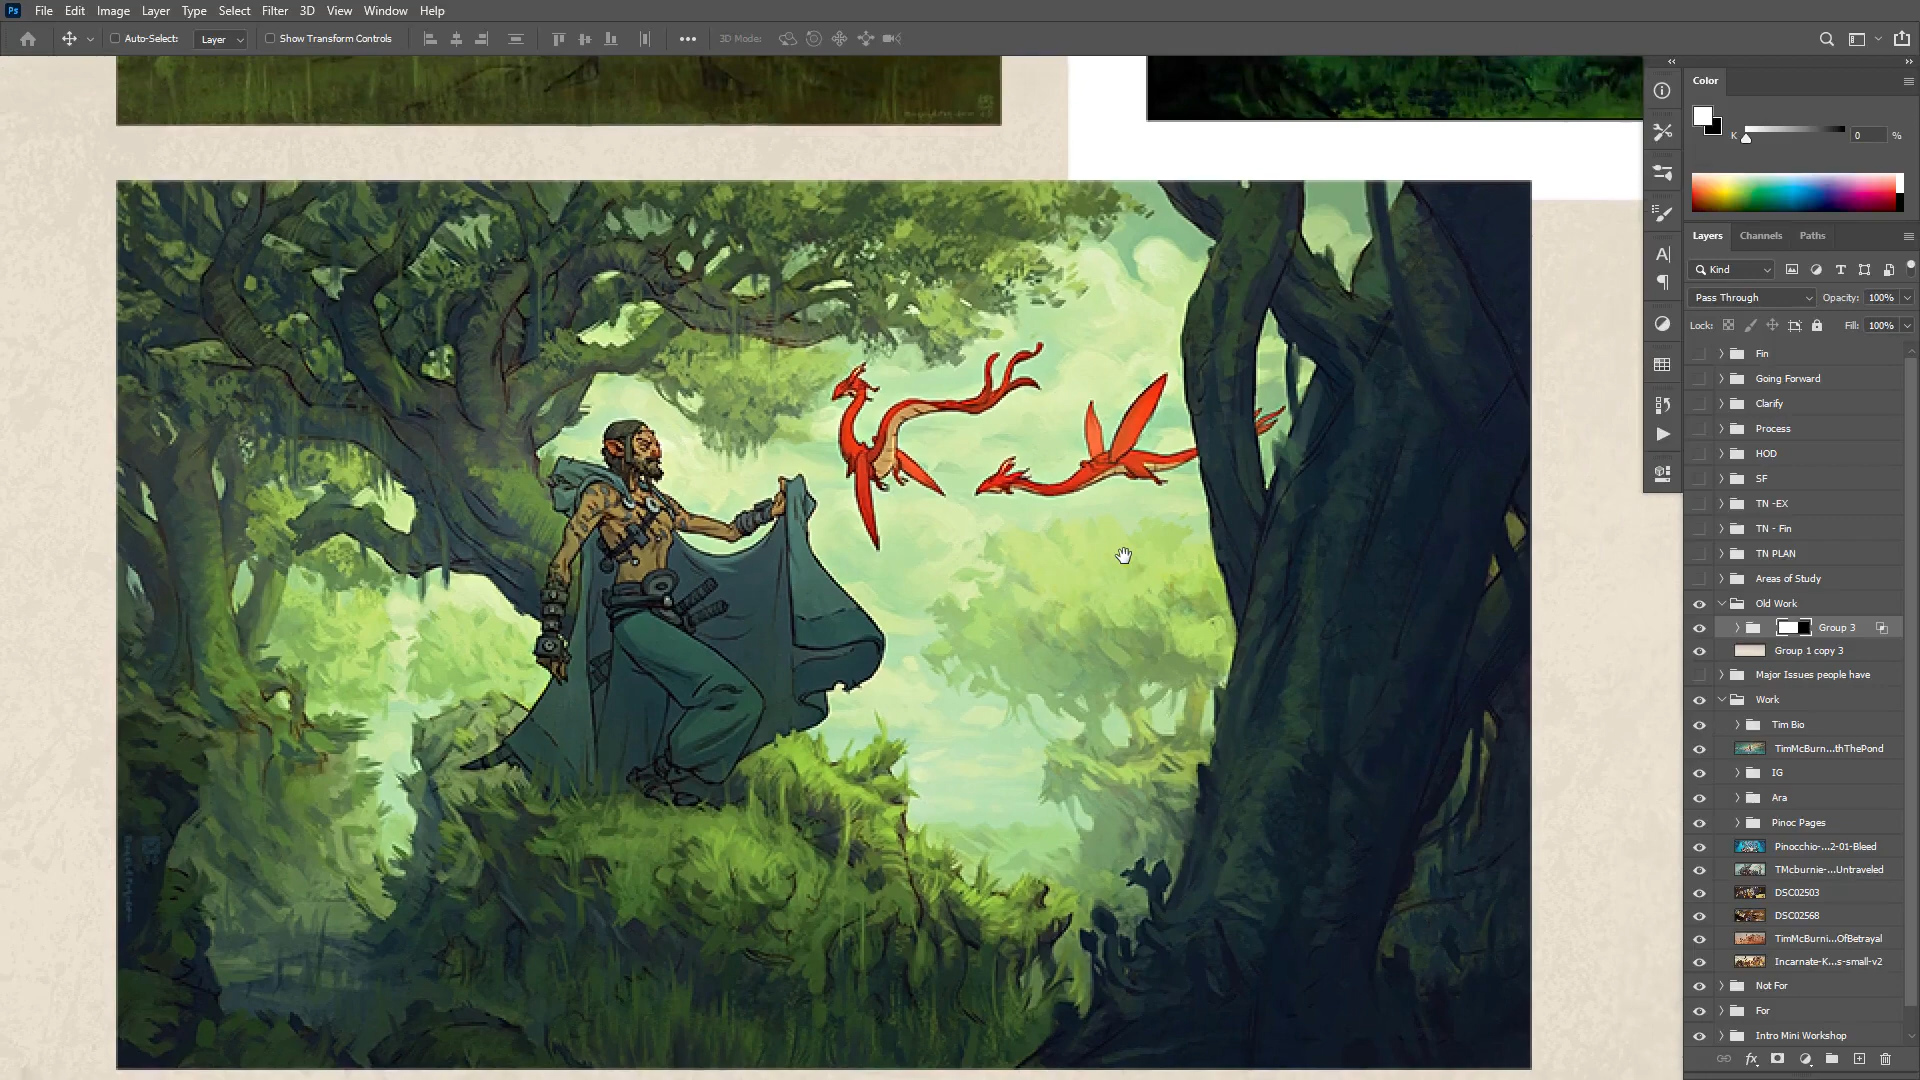 Ps File Edit Image Layer Type Select Filter 3D View Window Help
Auto-Select: Layer Show Transform Controls 3D Mode:
Color
K 0 %
Layers Channels Paths
Kind
Pass Through Opacity: 100%
Lock: Fill: 100%
Fin
Going Forward
Clarify
Process
HOD
SF
TN -EX
TN - Fin
TN PLAN
Areas of Study
Old Work
Group 3
Group 1 copy 3
Major Issues people have
Work
Tim Bio
TimMcBurn...thThePond
IG
Ara
Pinoc Pages
Pinocchio-...2-01-Bleed
TMcburnie-...Untraveled
DSC02503
DSC02568
TimMcBurni...OfBetrayal
Incarnate-K...s-small-v2
Not For
For
Intro Mini Workshop